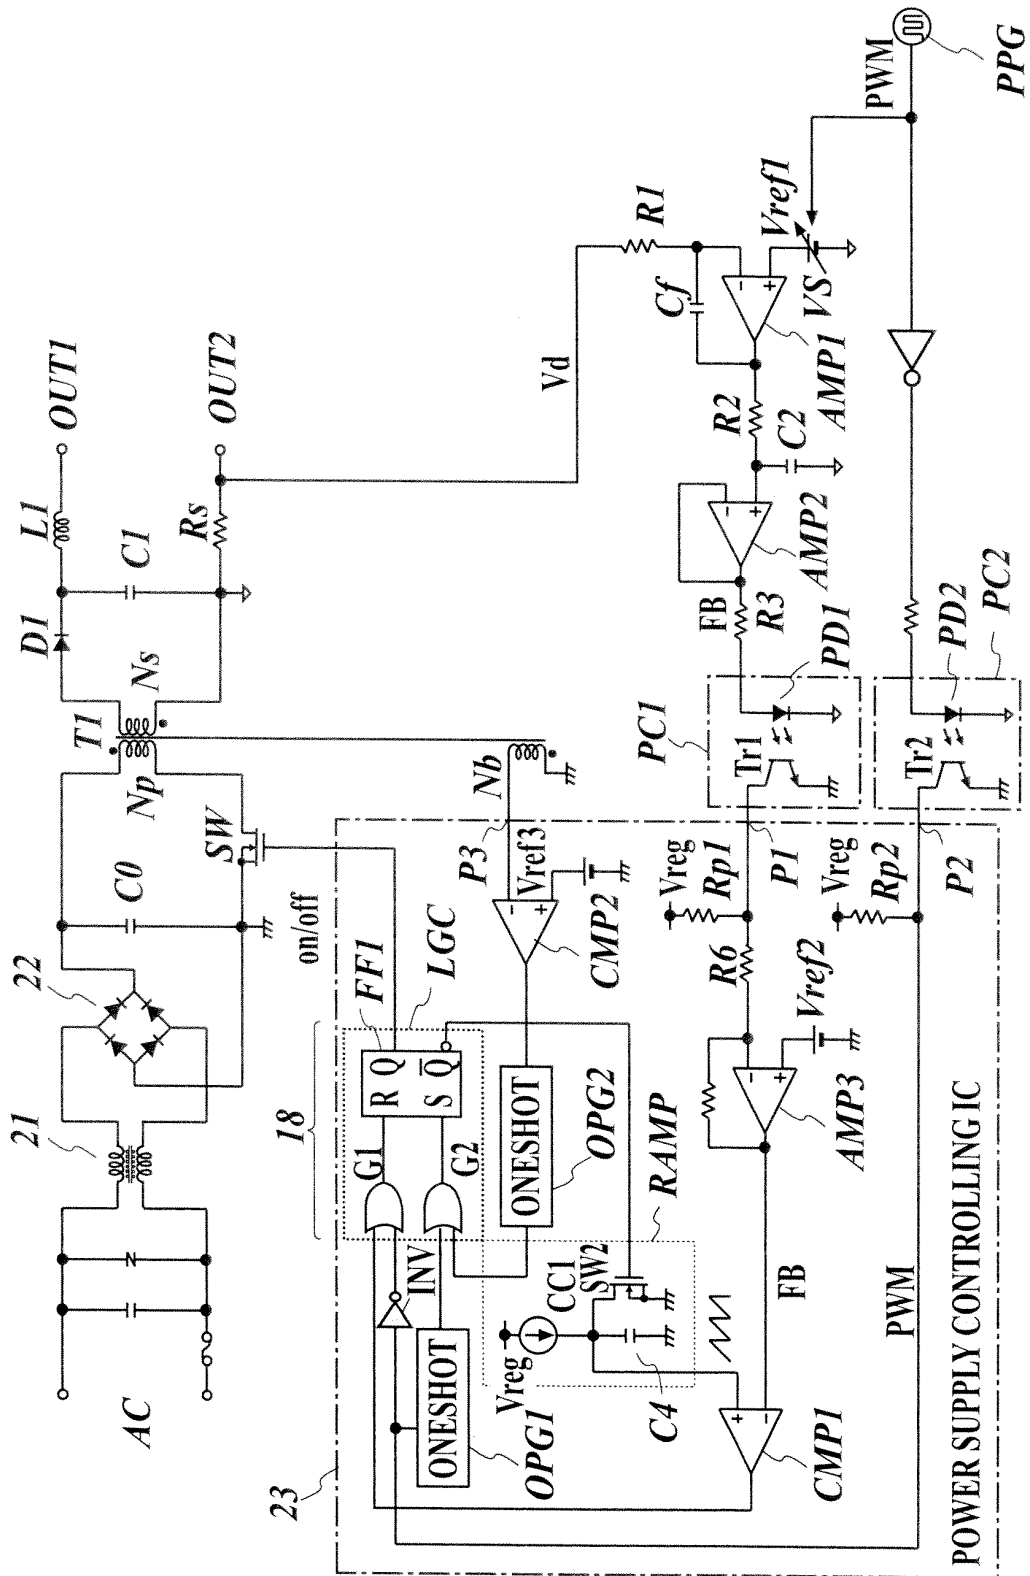 AC
21
22
C0
Np
T1
Ns
D1
C1
L1
OUT1
Rs
OUT2
SW
on/off
Nb
Vd
R1
Cf
Vref1
VS
AMP1
R2
C2
AMP2
FB
R3
PD1
PC1
Tr1
PWM
PPG
PC2
PD2
Tr2
23
18
FF1
LGC
R Q
S Q
G1
G2
INV
ONESHOT
OPG1
ONESHOT
OPG2
P3
Vref3
CMP2
Vreg
CC1
SW2
C4
RAMP
Vreg
Rp1
P1
R6
Vref2
AMP3
Vreg
Rp2
P2
FB
PWM
CMP1
POWER SUPPLY CONTROLLING IC
- +
- +
- +
- +
- +
+ -